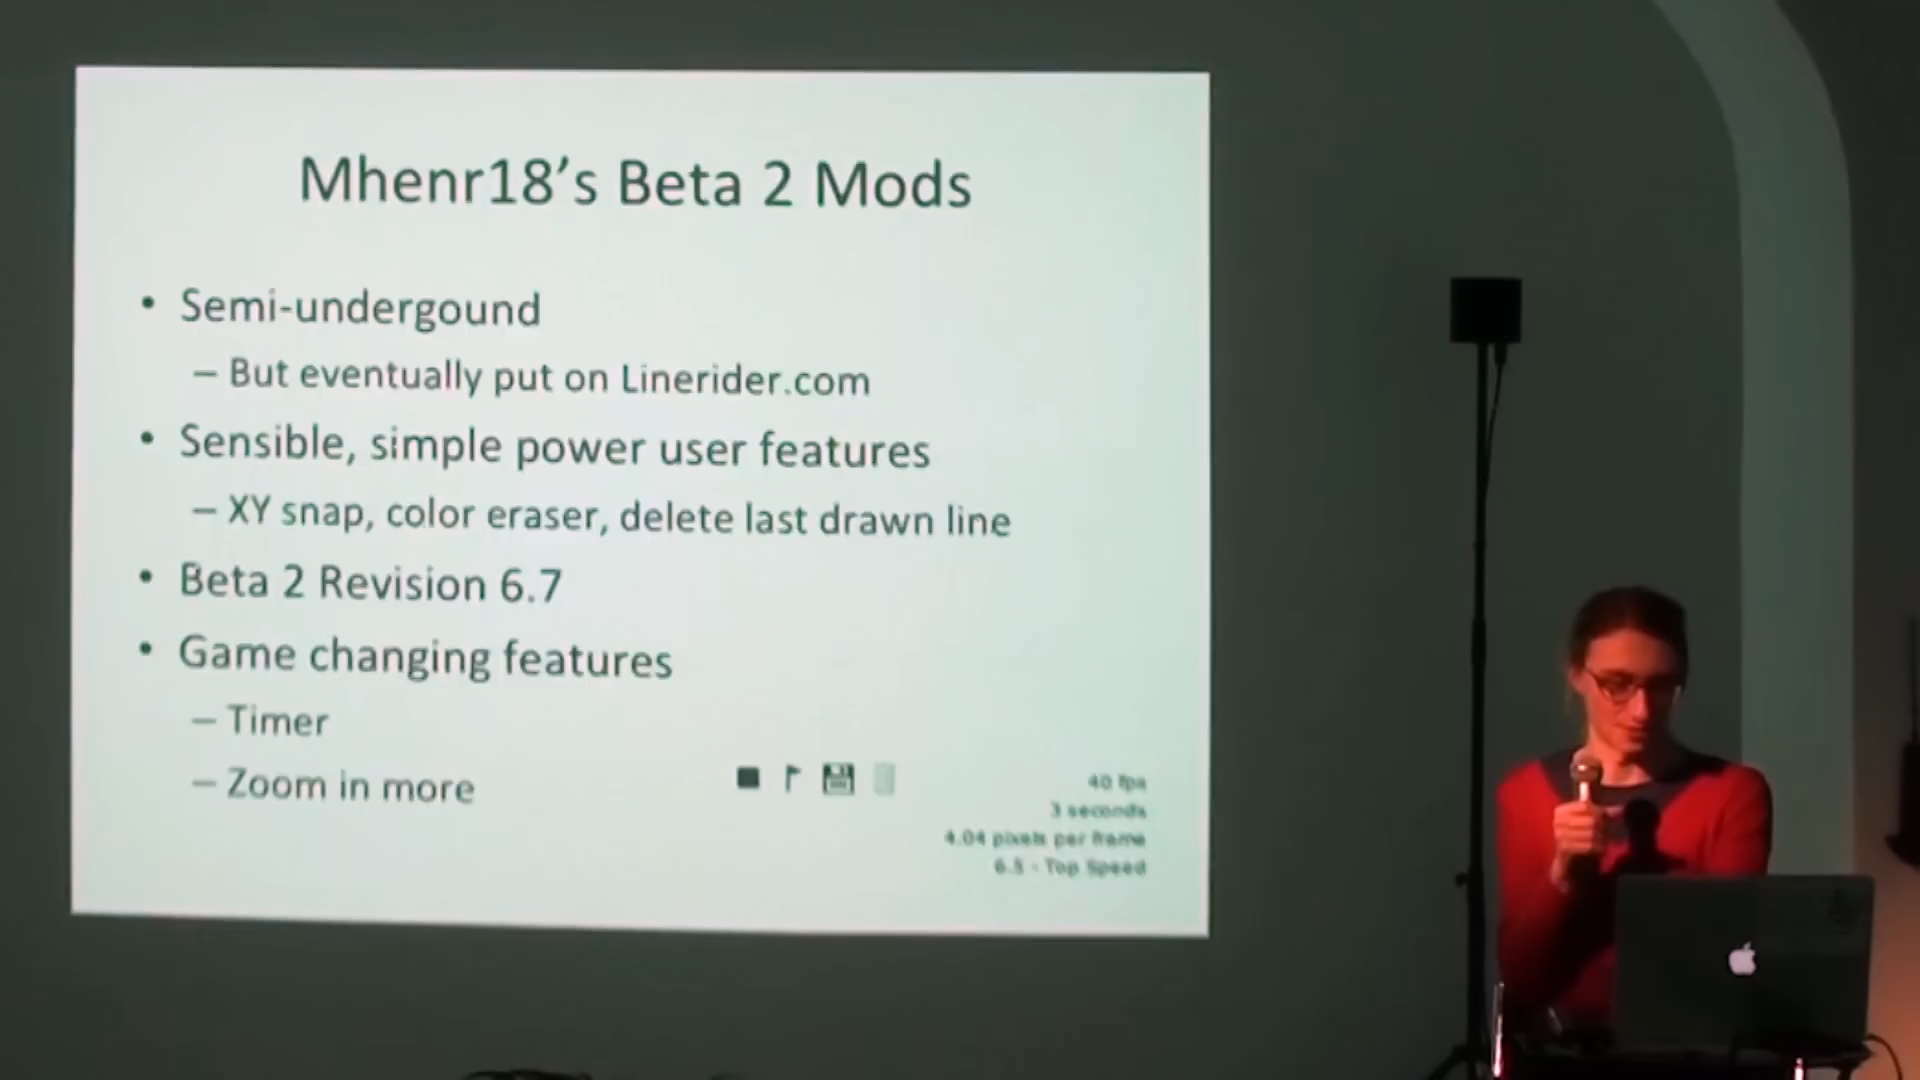 Mhenr18's Beta 2 Mods
• Semi-undergound
– But eventually put on Linerider.com
• Sensible, simple power user features
– XY snap, color eraser, delete last drawn line
• Beta 2 Revision 6.7
• Game changing features
– Timer
– Zoom in more
40 fps
3 seconds
4.04 pixels per frame
6.5 - Top Speed